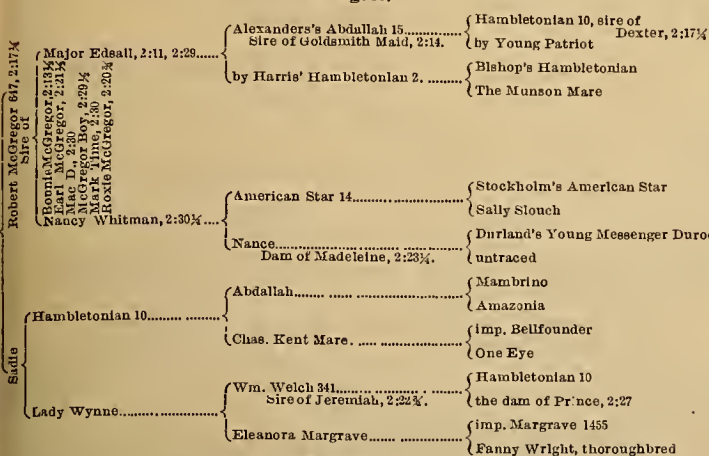 Hambletonian 10, sire of
Dexter, 2:17¼
Alexanders's Abdullah 15
Sire of Goldsmith Maid, 2:14.
by Young Patriot
Major Edsall, 2:11, 2:29
by Harris' Hambletonian 2.
Bishop's Hambletonian
The Munson Mare
Robert McGregor 647, 2:17¼
Sire of
Bonnie McGregor, 2:13½
Earl McGregor, 2:21½
Mac D., 2:30
McGregor Boy, 2:29½
Mark Time, 2:30
Roxie McGregor, 2:20¾
American Star 14
Stockholm's American Star
Sally Slouch
Nancy Whitman, 2:30¼
Nance
Dam of Madeleine, 2:23¼.
Durland's Young Messenger Duroc
untraced
Sadie
Hambletonian 10
Abdallah
Mambrino
Amazonia
Chas. Kent Mare.
imp. Bellfounder
One Eye
Lady Wynne
Wm. Welch 341
Sire of Jeremiah, 2:22¾.
Hambletonian 10
the dam of Prince, 2:27
Eleanora Margrave
imp. Margrave 1455
Fanny Wright, thoroughbred